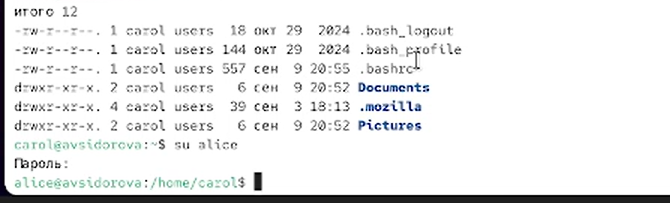 итого 12
-rw-r--r--. 1 carol users  18 окт 29  2024 .bash_logout
-rw-r--r--. 1 carol users 144 окт 29  2024 .bash_profile
-rw-r--r--. 1 carol users 557 сен  9 20:55 .bashrc
drwxr-xr-x. 2 carol users   6 сен  9 20:52 Documents
drwxr-xr-x. 4 carol users  39 сен  3 18:13 .mozilla
drwxr-xr-x. 2 carol users   6 сен  9 20:52 Pictures
carol@avsidorova:~$ su alice
Пароль:
alice@avsidorova:/home/carol$